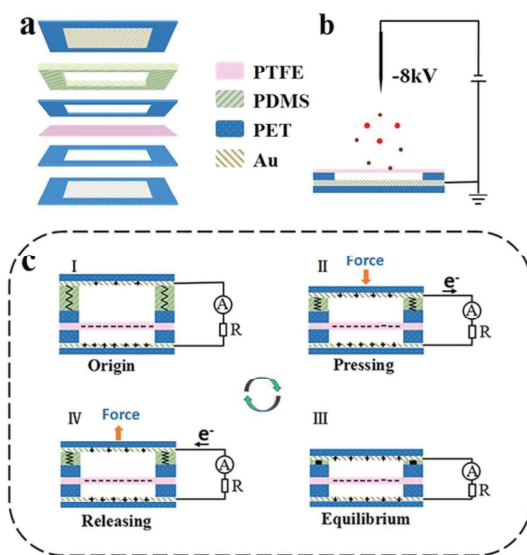 a
PTFE
PDMS
PET
Au
b
-8kV
c
I
A
R
Origin
II
Force
e-
A
R
Pressing
IV
Force
e-
A
R
Releasing
III
A
R
Equilibrium